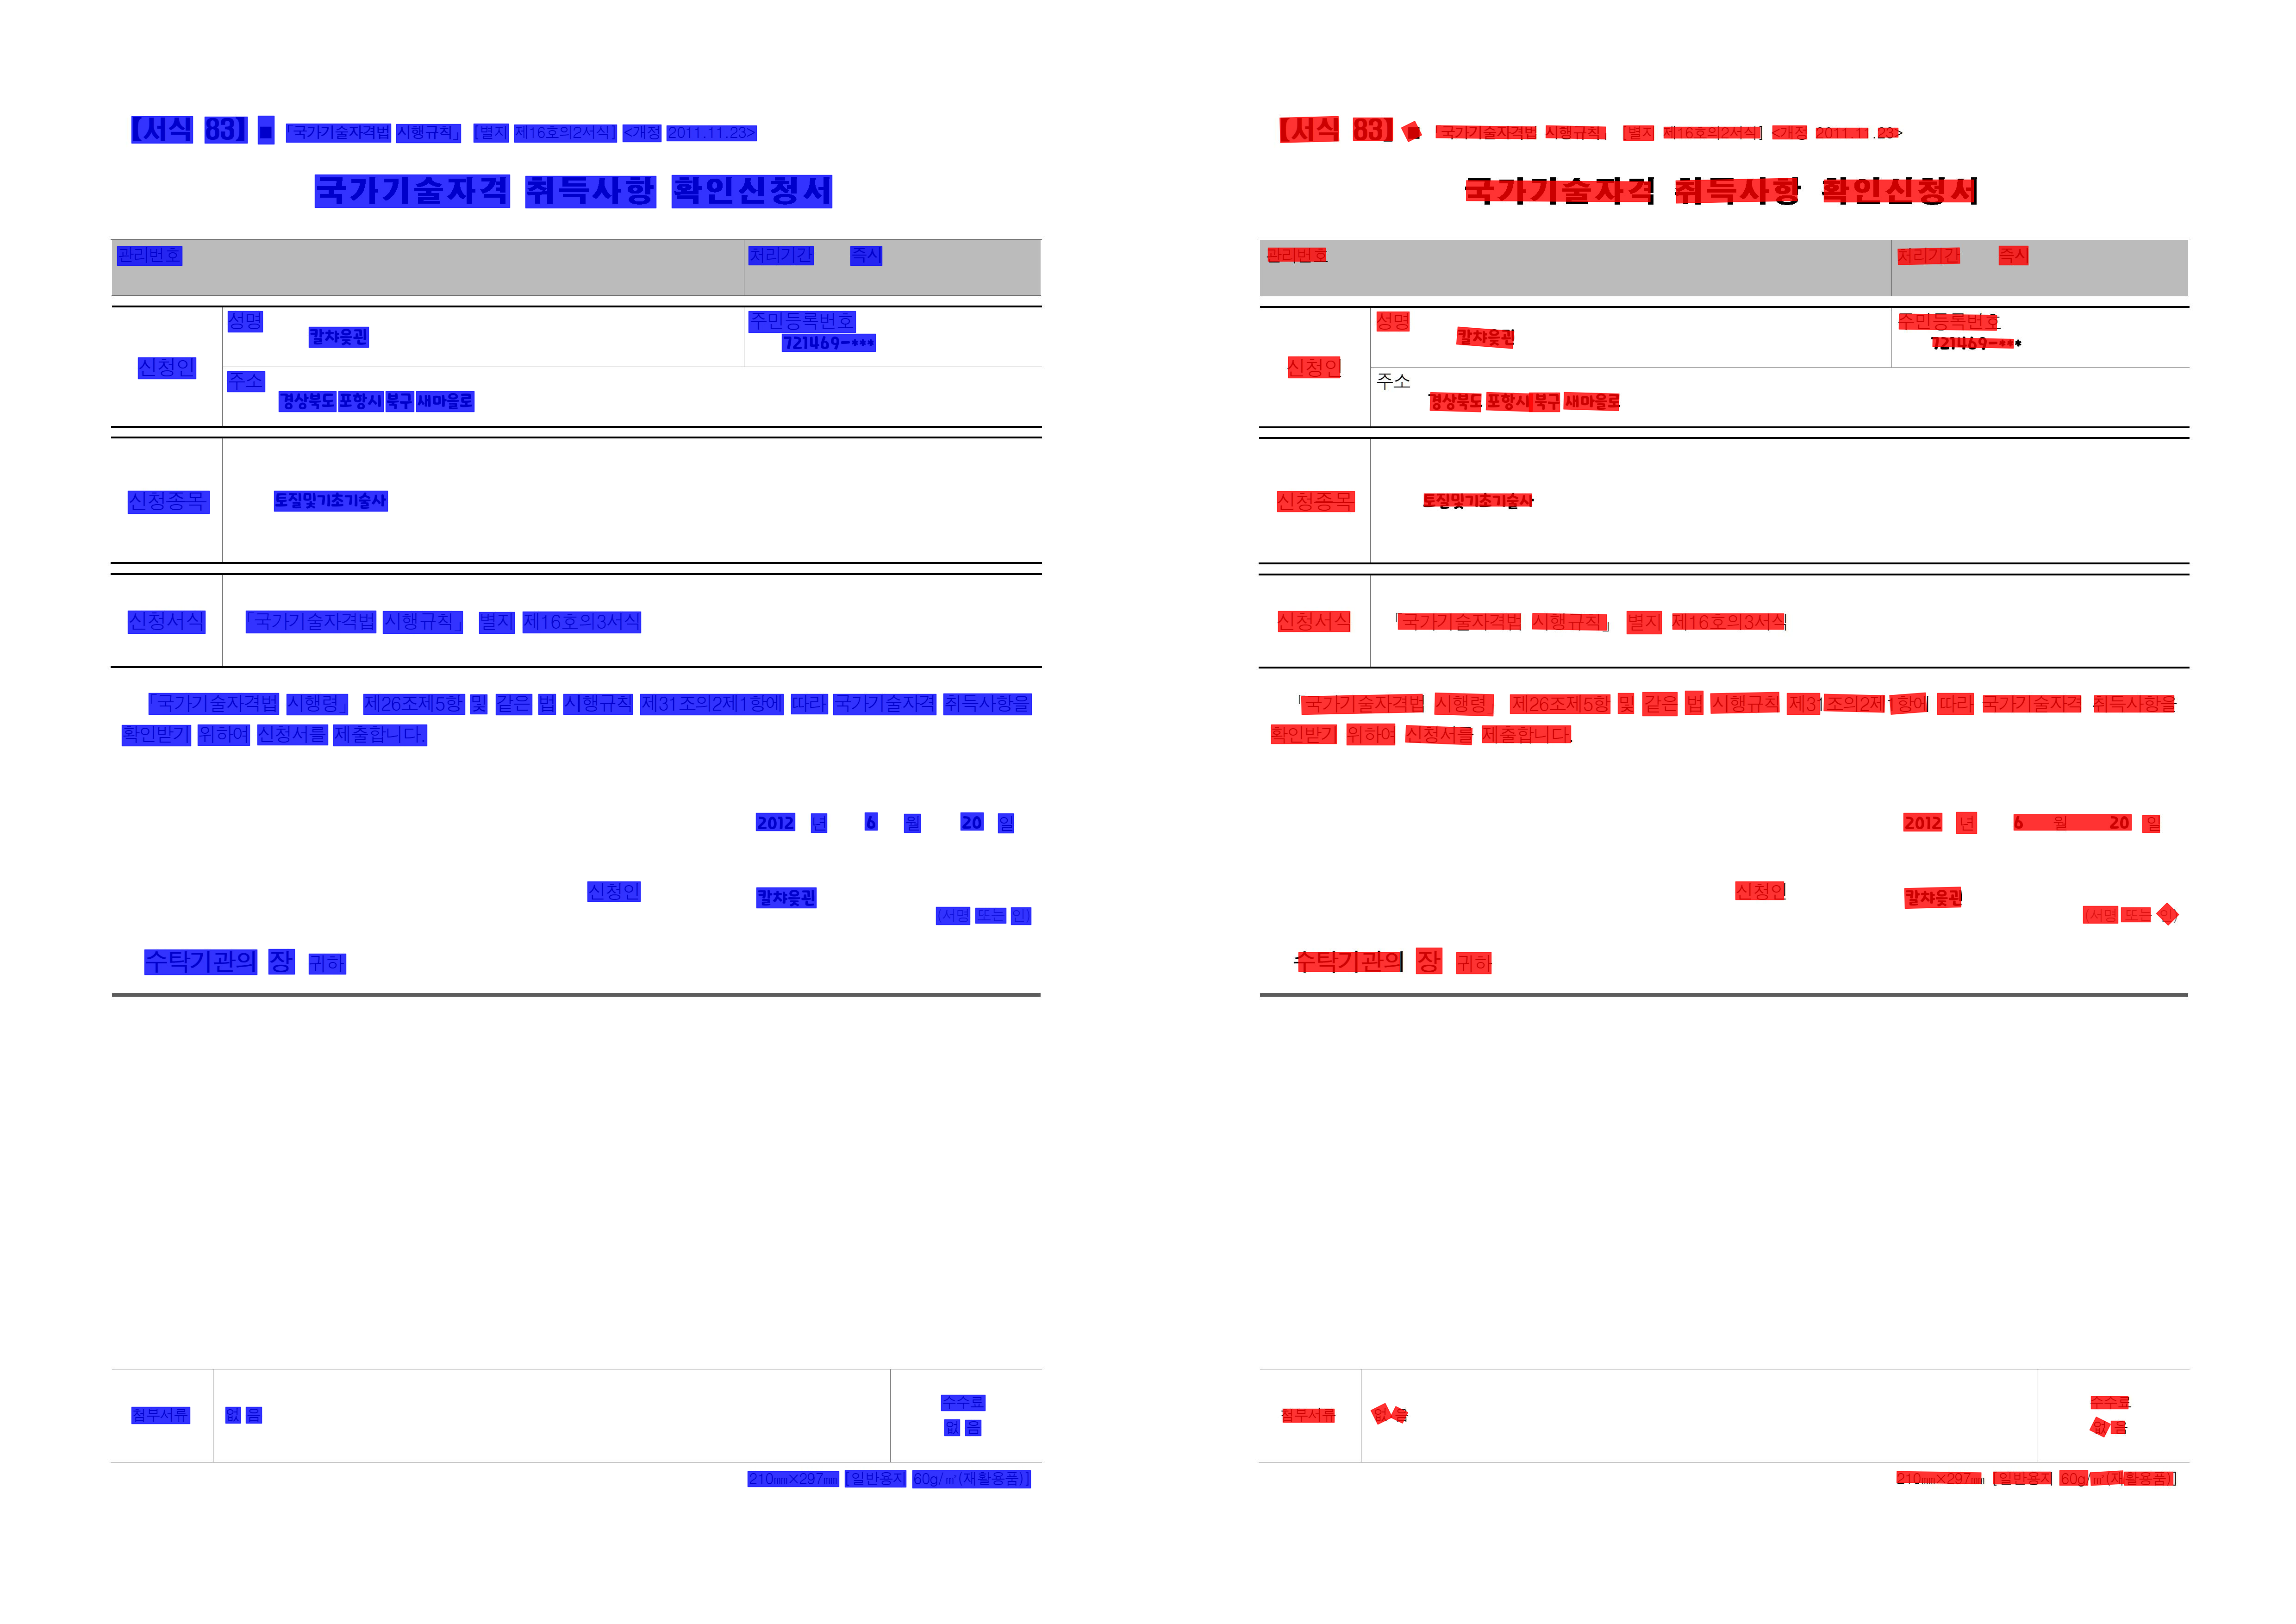 【서식 83】 ■ 「국가기술자격법 시행규칙」 [별지 제16호의2서식] <개정 2011.11.23>
국가기술자격 취득사항 확인신청서
관리번호 처리기간 즉시
성명 주민등록번호
칼챠윷괸 721469-***
신청인
주소
경상북도 포항시 북구 새마을로
신청종목 토질및기초기술사
신청서식 「국가기술자격법 시행규칙」 별지 제16호의3서식
「국가기술자격법 시행령」 제26조제5항 및 같은 법 시행규칙 제31조의2제1항에 따라 국가기술자격 취득사항을
확인받기 위하여 신청서를 제출합니다.
2012 년 6 월 20 일
신청인 칼챠윷괸
(서명 또는 인)
수탁기관의 장 귀하
첨부서류 없 음
수수료
없 음
210㎜×297㎜ [일반용지 60g/㎡(재활용품)]
【서식 83】 ■ 「국가기술자격법 시행규칙」 [별지 제16호의2서식] <개정 2011.11.23>
국가기술자격 취득사항 확인신청서
관리번호 처리기간 즉시
성명 주민등록번호
칼챠윷괸 721469-***
신청인
주소
경상북도 포항시 북구 새마을로
신청종목 토질및기초기술사
신청서식 「국가기술자격법 시행규칙」 별지 제16호의3서식
「국가기술자격법 시행령」 제26조제5항 및 같은 법 시행규칙 제31조의2제1항에 따라 국가기술자격 취득사항을
확인받기 위하여 신청서를 제출합니다.
2012 년 6 월 20 일
신청인 칼챠윷괸
(서명 또는 인)
수탁기관의 장 귀하
첨부서류 없 음
수수료
없 음
210㎜×297㎜ [일반용지 60g/㎡(재활용품)]